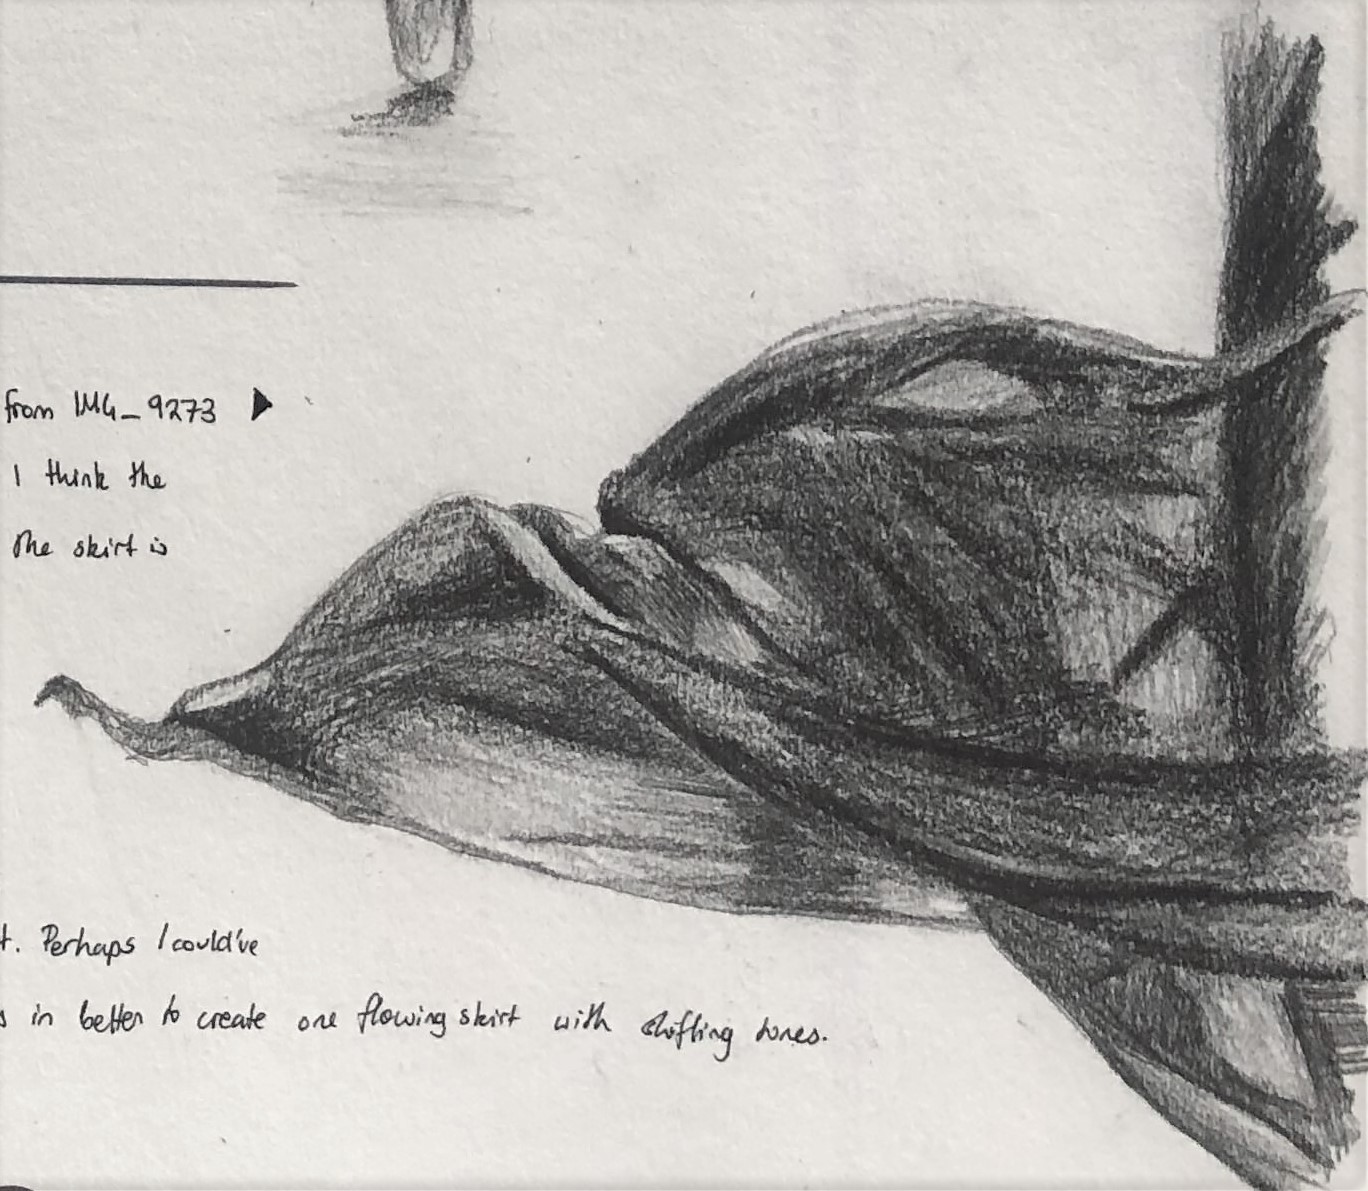 from IMG_9273
I think the
The skirt is
t. Perhaps I could've
s in better to create one flowing skirt with shifting tones.